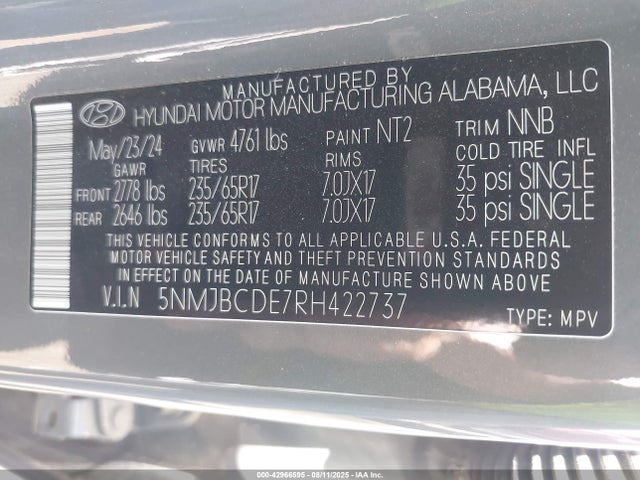 MANUFACTURED BY
HYUNDAI MOTOR MANUFACTURING ALABAMA, LLC
May/23/24 GVWR 4761 lbs PAINT NT2 TRIM NNB
GAWR TIRES RIMS COLD TIRE INFL
FRONT 2778 lbs 235/65R17 7.0JX17 35 psi SINGLE
REAR 2646 lbs 235/65R17 7.0JX17 35 psi SINGLE
THIS VEHICLE CONFORMS TO ALL APPLICABLE U.S.A. FEDERAL
MOTOR VEHICLE SAFETY AND THEFT PREVENTION STANDARDS
IN EFFECT ON THE DATE OF MANUFACTURE SHOWN ABOVE
V.I.N 5NMJBCDE7RH422737
TYPE: MPV
000-42966595 - 08/11/2025 - IAA Inc.